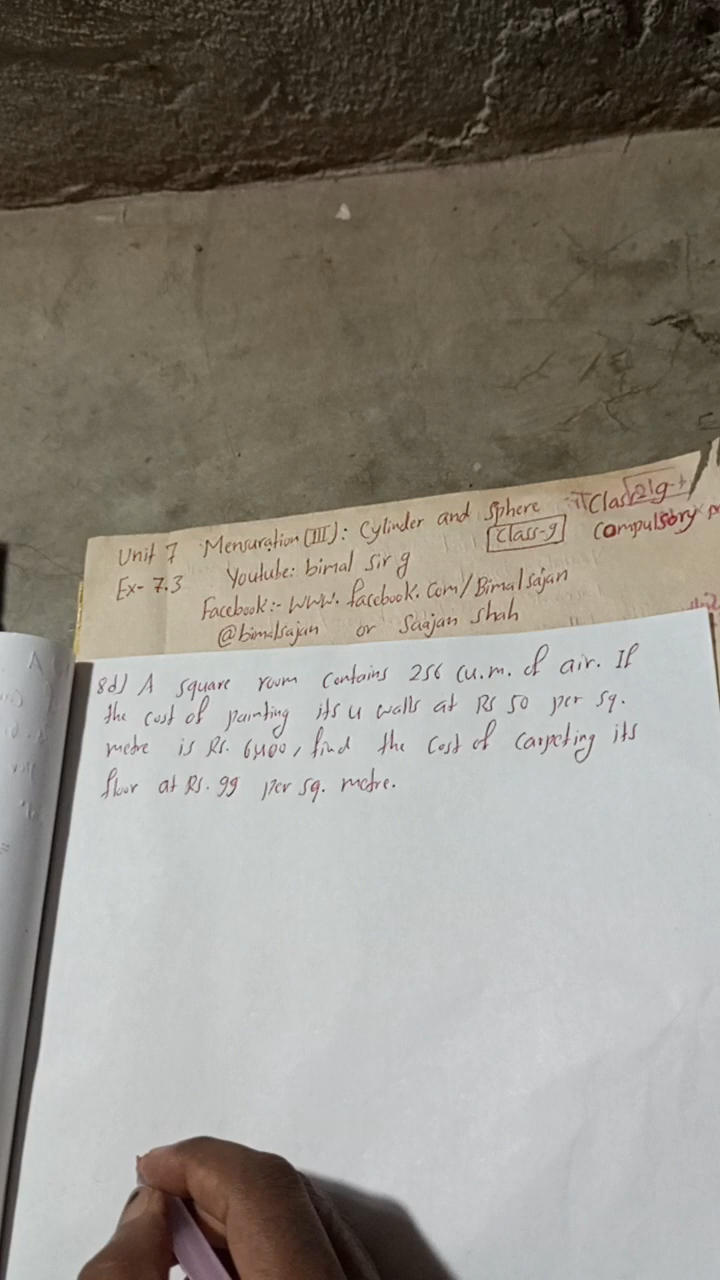 Unit 7 Mensuration (III): Cylinder and Sphere
Class-9
compulsory
Ex- 7.3 Youtube: bimal sir g
Facebook:- www.facebook.com/Bimalsajan
@bimalsajan or Saajan Shah
8d) A square room contains 256 cu.m. of air. If
the cost of painting its 4 walls at Rs 50 per sq.
metre is Rs. 6400, find the cost of carpeting its
floor at Rs. 99 per sq. metre.